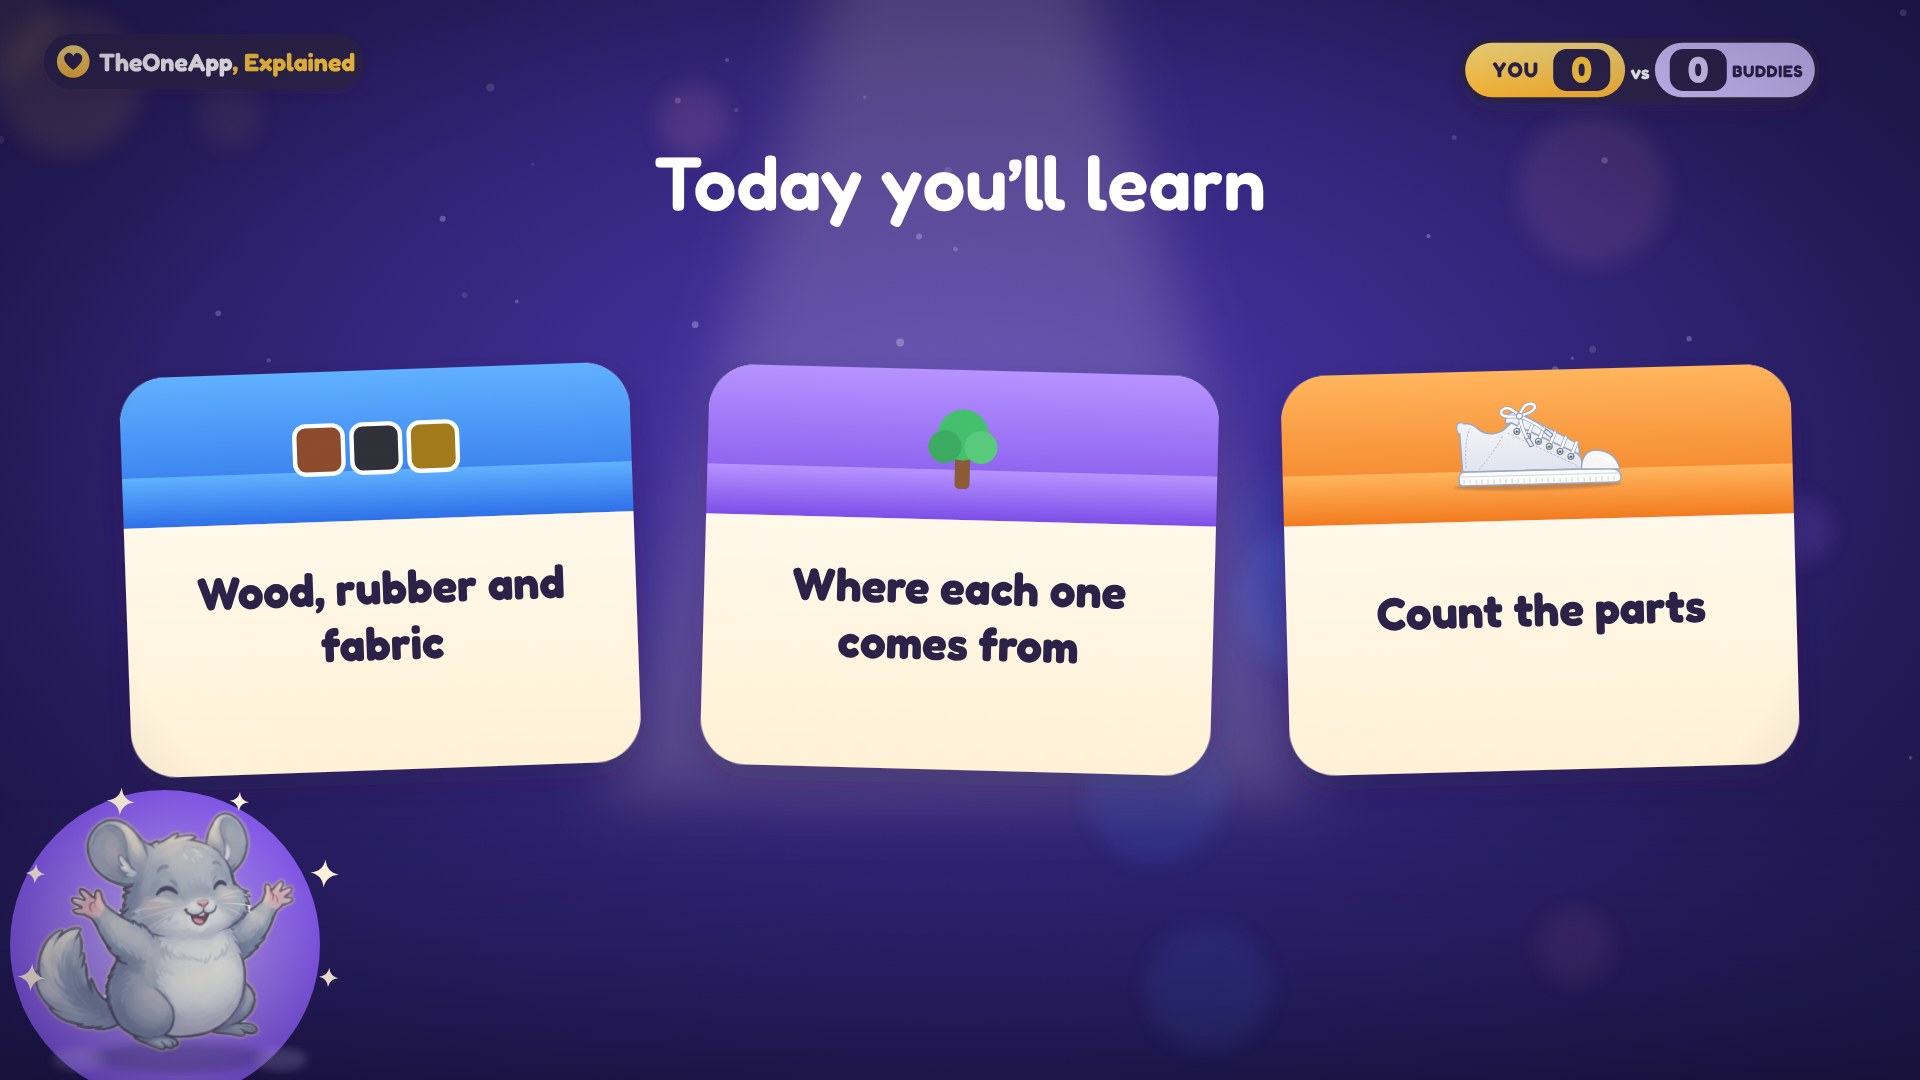 TheOneApp, Explained
YOU 0 vs 0 BUDDIES
Today you’ll learn
Wood, rubber and
fabric
Where each one
comes from
Count the parts